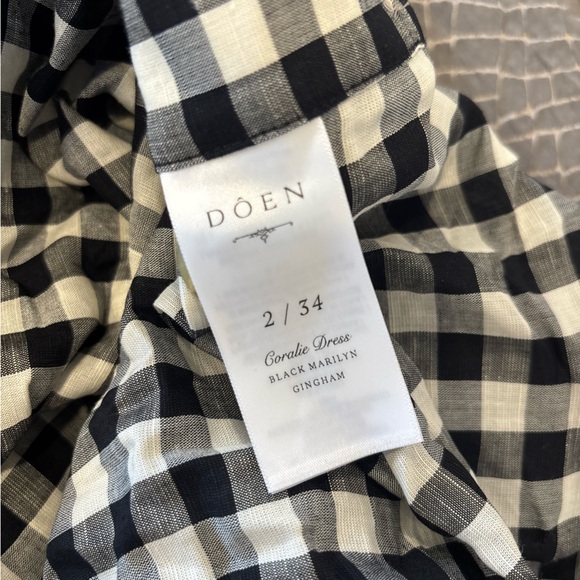 DÔEN
2 / 34
Coralie Dress
BLACK MARILYN
GINGHAM